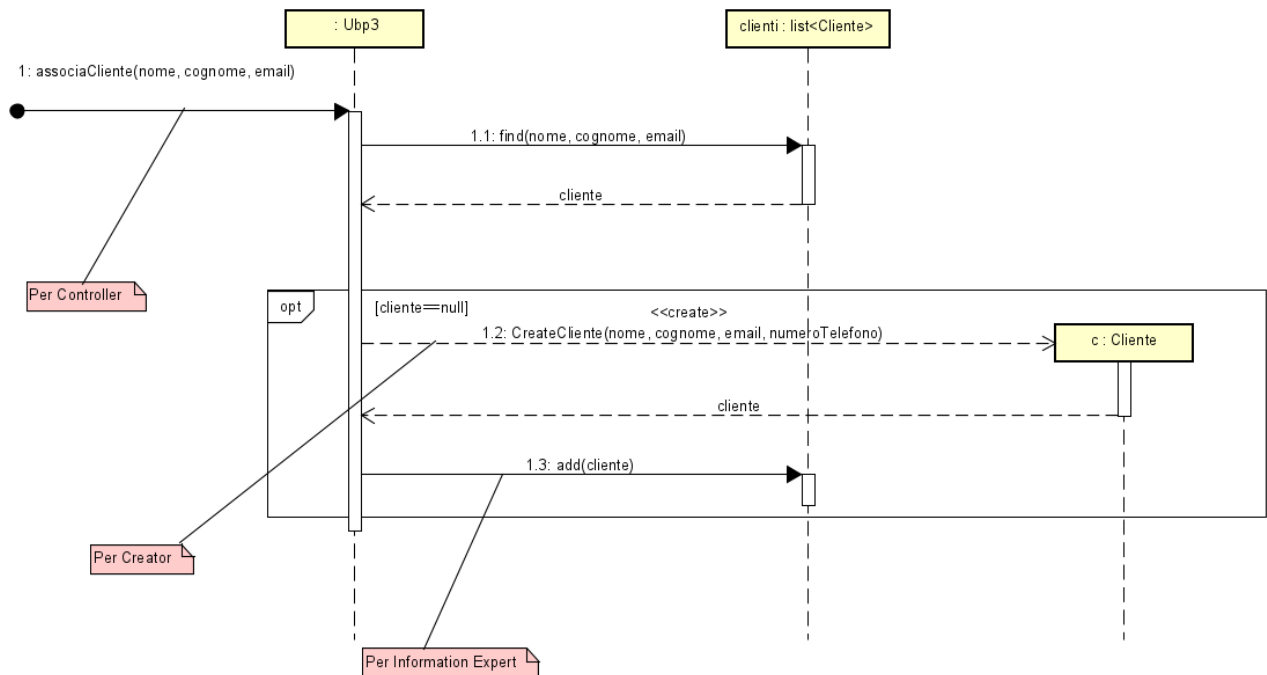 : Ubp3
clienti : list<Cliente>
1: associaCliente(nome, cognome, email)
1.1: find(nome, cognome, email)
cliente
Per Controller
opt
[cliente==null]
<<create>>
1.2: CreateCliente(nome, cognome, email, numeroTelefono)
c : Cliente
cliente
1.3: add(cliente)
Per Creator
Per Information Expert